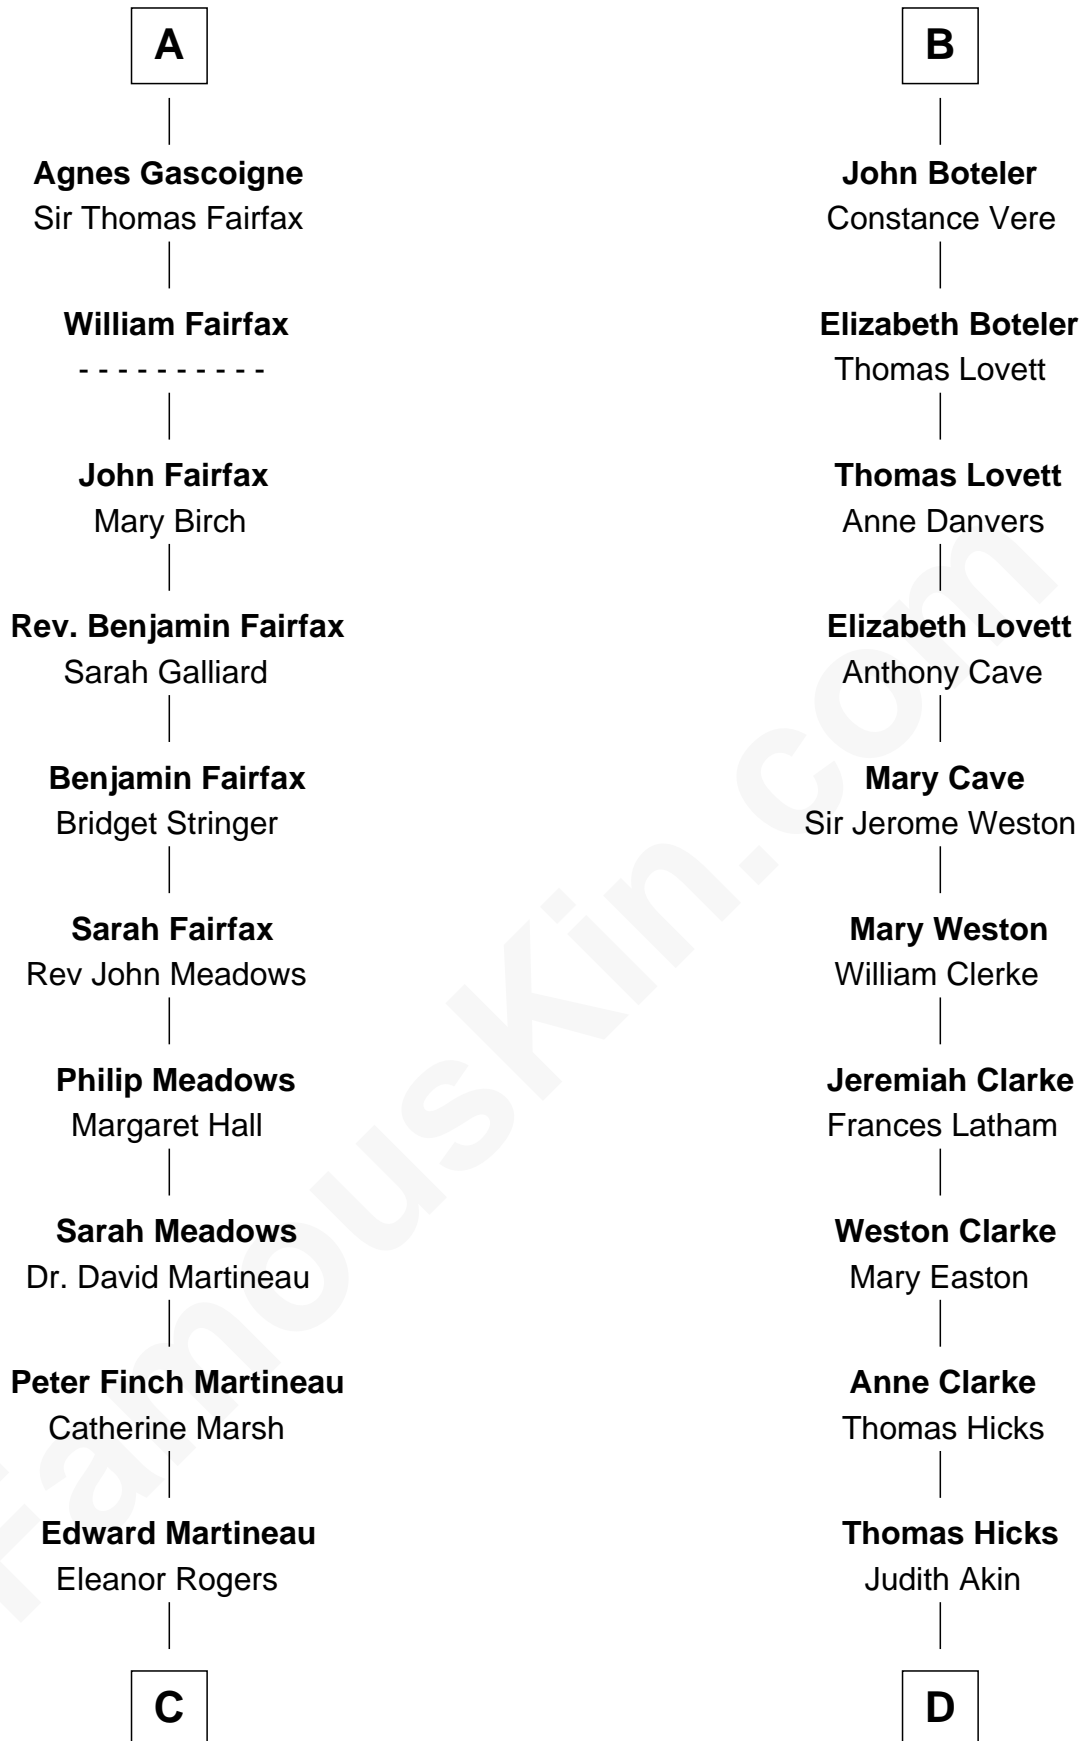 A
Agnes Gascoigne
Sir Thomas Fairfax
William Fairfax
- - - - - - - - - -
John Fairfax
Mary Birch
Rev. Benjamin Fairfax
Sarah Galliard
Benjamin Fairfax
Bridget Stringer
Sarah Fairfax
Rev John Meadows
Philip Meadows
Margaret Hall
Sarah Meadows
Dr. David Martineau
Peter Finch Martineau
Catherine Marsh
Edward Martineau
Eleanor Rogers
C
B
John Boteler
Constance Vere
Elizabeth Boteler
Thomas Lovett
Thomas Lovett
Anne Danvers
Elizabeth Lovett
Anthony Cave
Mary Cave
Sir Jerome Weston
Mary Weston
William Clerke
Jeremiah Clarke
Frances Latham
Weston Clarke
Mary Easton
Anne Clarke
Thomas Hicks
Thomas Hicks
Judith Akin
D
FamousKin.com